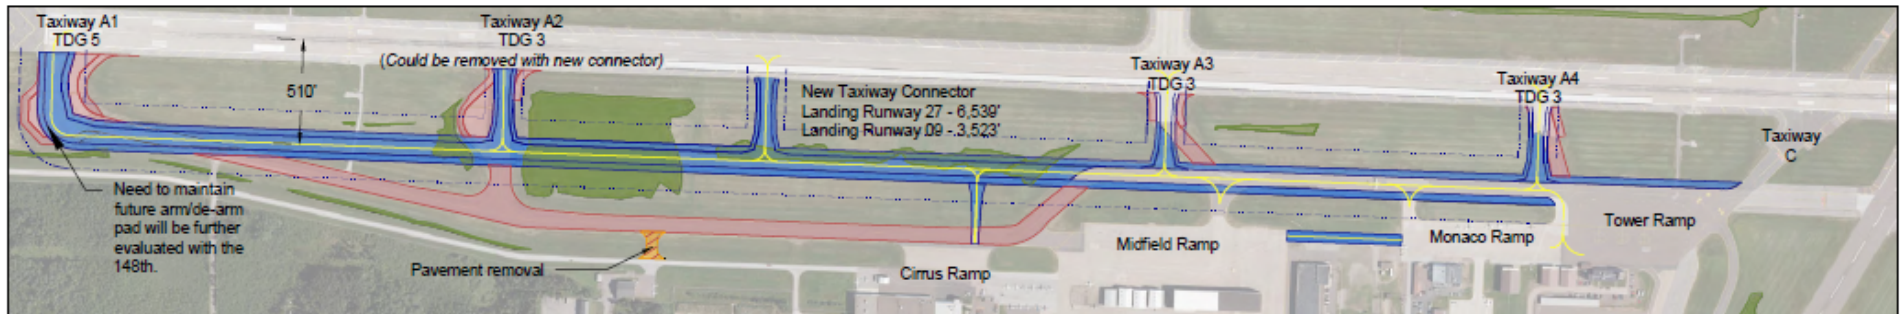 Taxiway A1
TDG 5
Taxiway A2
TDG 3
(Could be removed with new connector)
510'
New Taxiway Connector
Landing Runway 27 - 6,539'
Landing Runway 09 - 3,523'
Taxiway A3
TDG 3
Taxiway A4
TDG 3
Taxiway
C
Need to maintain
future arm/de-arm
pad will be further
evaluated with the
148th.
Pavement removal
Cirrus Ramp
Midfield Ramp
Monaco Ramp
Tower Ramp